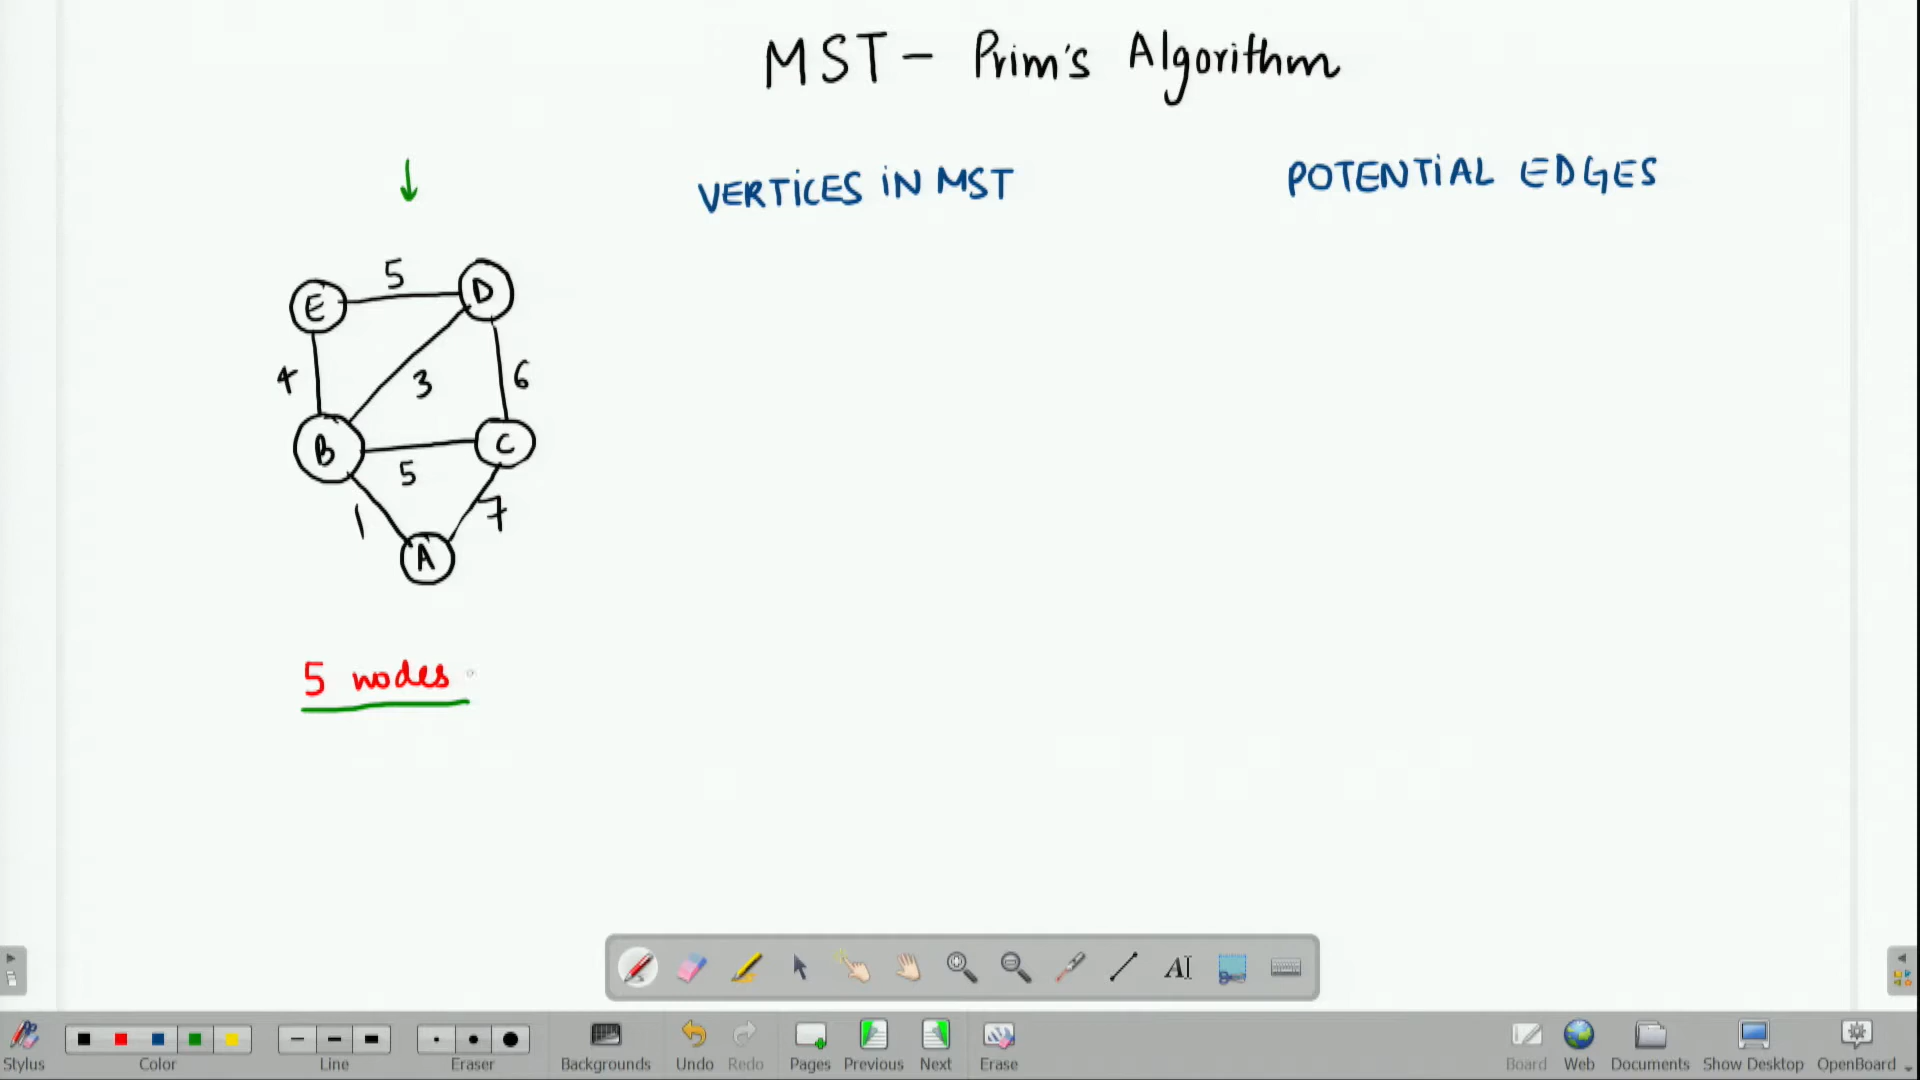 MST - Prim's Algorithm
VERTICES IN MST
POTENTIAL EDGES
5
E
D
4
3
6
B
C
5
1
7
A
5 nodes
AI
Stylus
Color
Line
Eraser
Backgrounds
Undo
Redo
Pages
Previous
Next
Erase
Board
Web
Documents
Show Desktop
OpenBoard